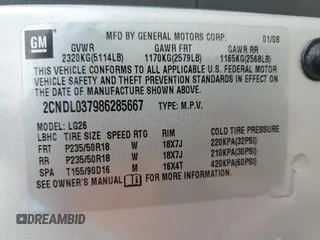 GM
MFD BY GENERAL MOTORS CORP.
01/08
GVWR GAWR FRT GAWR RR
2320KG(5114LB) 1170KG(2579LB) 1165KG(2568LB)
THIS VEHICLE CONFORMS TO ALL APPLICABLE U.S. FEDERAL MOTOR
VEHICLE SAFETY AND THEFT PREVENTION STANDARDS IN
EFFECT ON THE DATE OF MANUFACTURE SHOWN ABOVE.
2CNDL037986285667 TYPE: M.P.V.
MODEL: LG26
LHD TIRE SIZE SPEED RTG RIM COLD TIRE PRESSURE
FRT P235/50R18 W 18X7J 220KPA(32PSI)
RR P235/50R18 W 18X7J 210KPA(30PSI)
SPA T155/90D16 M 16X4T 420KPA(60PSI)
SEE OWNER'S MANUAL FOR MORE INFORMATION.
© AUTOBIDMASTER